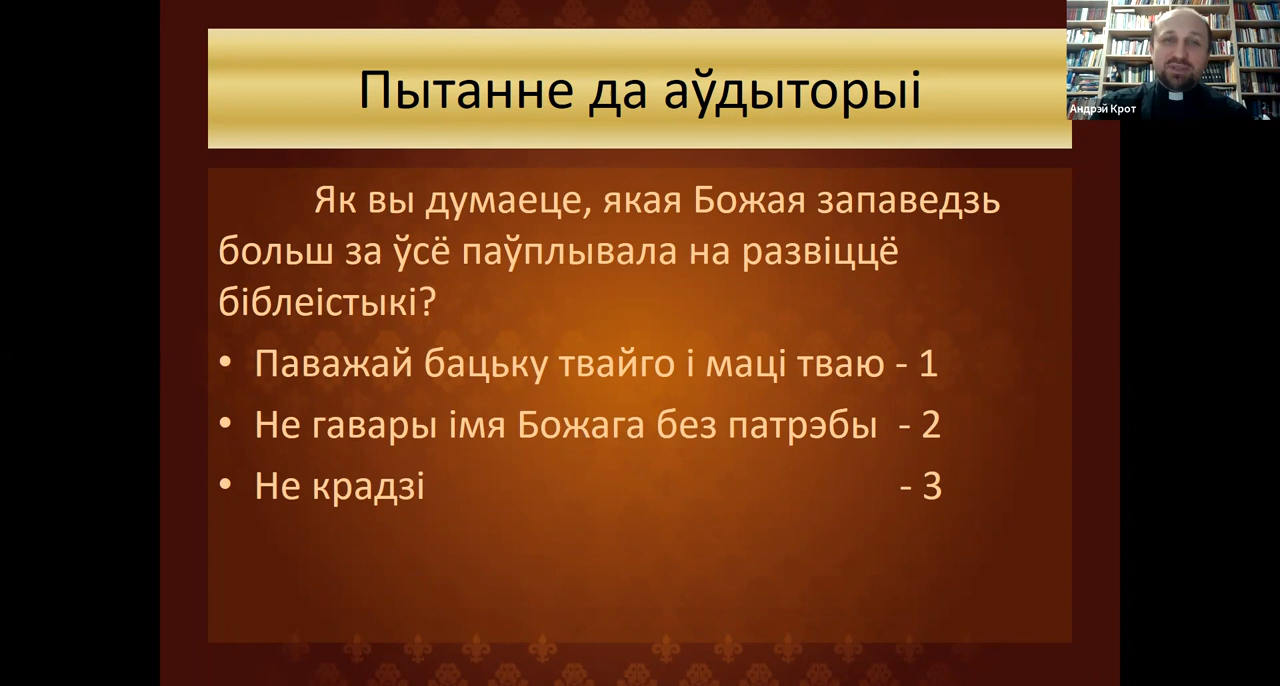 Пытанне да аўдыторыі
Андрэй Крот
Як вы думаеце, якая Божая запаведзь
больш за ўсё паўплывала на развіццё
біблеістыкі?
• Паважай бацьку твайго і маці тваю - 1
• Не гавары імя Божага без патрэбы - 2
• Не крадзі - 3